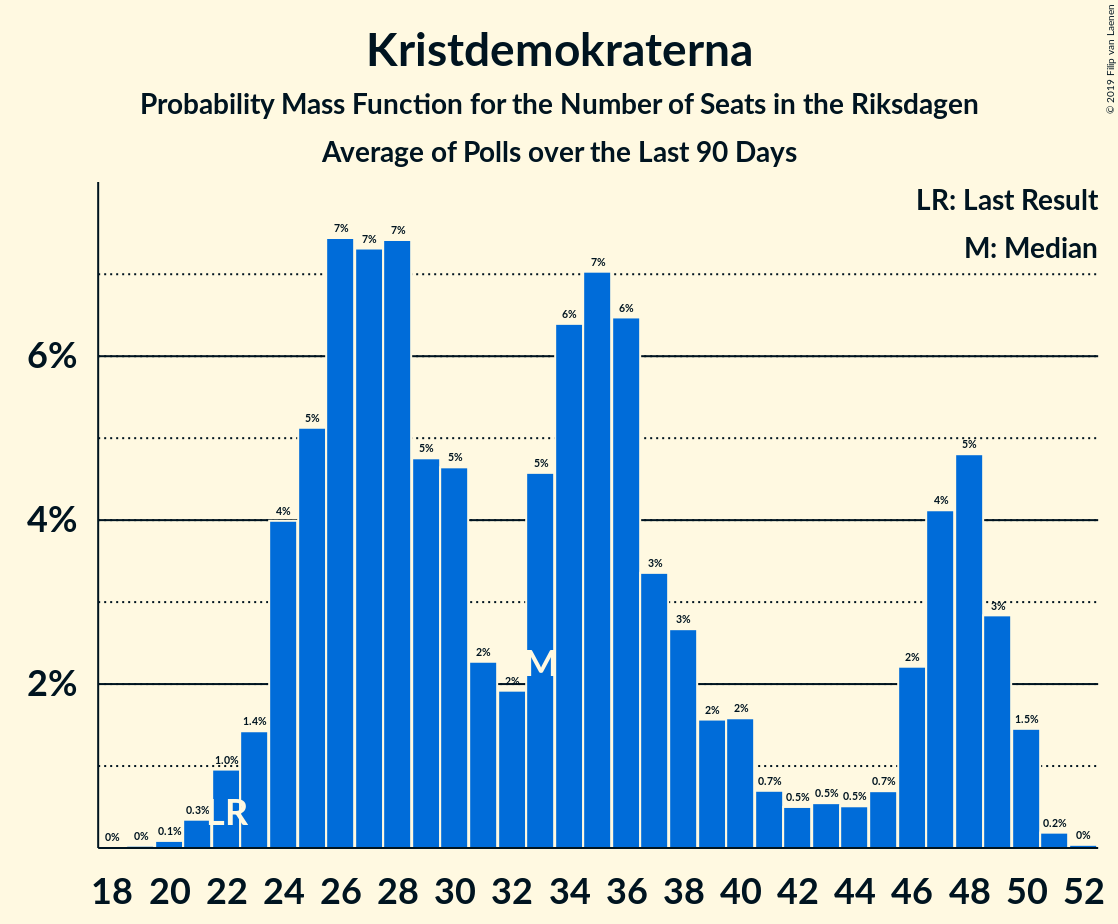 © 2019 Filip van Laenen
Kristdemokraterna
Probability Mass Function for the Number of Seats in the Riksdagen
Average of Polls over the Last 90 Days
LR: Last Result
M: Median
6%
4%
2%
0% 0% 0.1% 0.3% 1.0% 1.4% 4% 5% 7% 7% 7% 5% 5% 2% 2% 5% 6% 7% 6% 3% 3% 2% 2% 0.7% 0.5% 0.5% 0.5% 0.7% 2% 4% 5% 3% 1.5% 0.2% 0%
LR
M
18 20 22 24 26 28 30 32 34 36 38 40 42 44 46 48 50 52